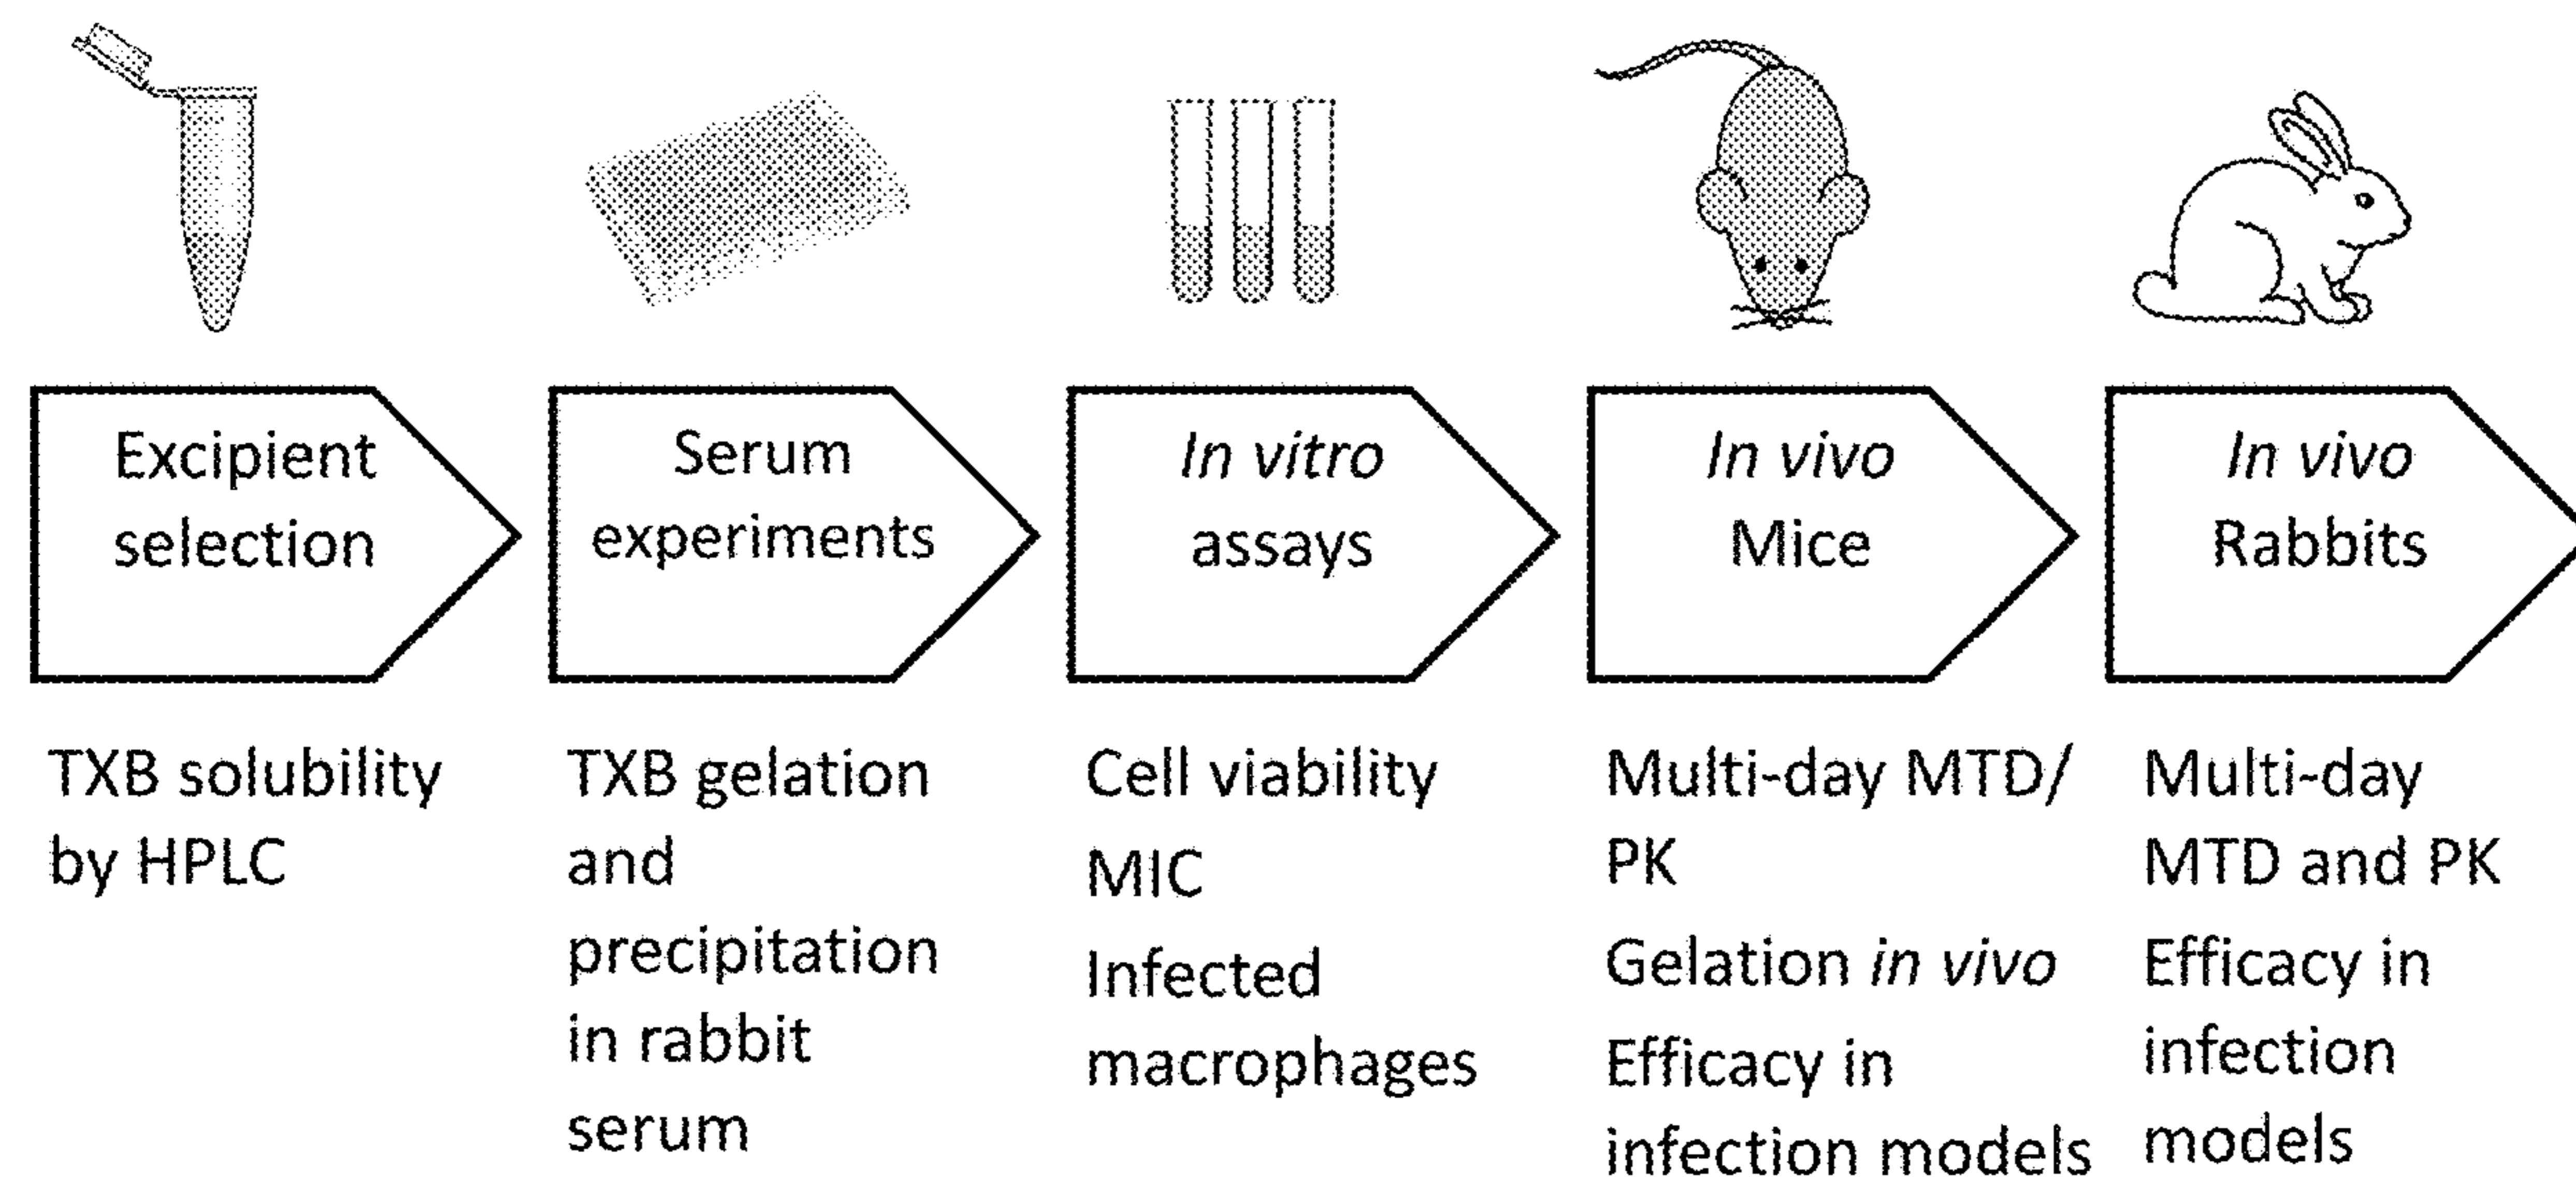 Excipient
selection
Serum
experiments
In vitro
assays
In vivo
Mice
In vivo
Rabbits
TXB solubility
by HPLC
TXB gelation
and
precipitation
in rabbit
serum
Cell viability
MIC
Infected
macrophages
Multi-day MTD/
PK
Gelation in vivo
Efficacy in
infection models
Multi-day
MTD and PK
Efficacy in
infection
models